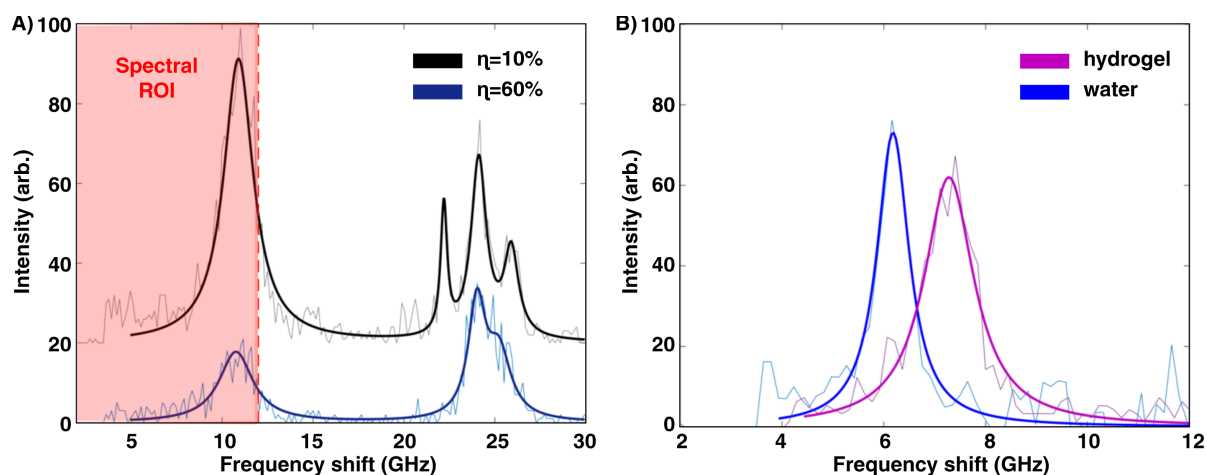 A).
100
80
60
40
20
0
Intensity (arb.)
Spectral
ROI
η=10%
η=60%
5
10
15
20
25
30
Frequency shift (GHz)
B).
100
80
60
40
20
0
Intensity (arb.)
hydrogel
water
2
4
6
8
10
12
Frequency shift (GHz)